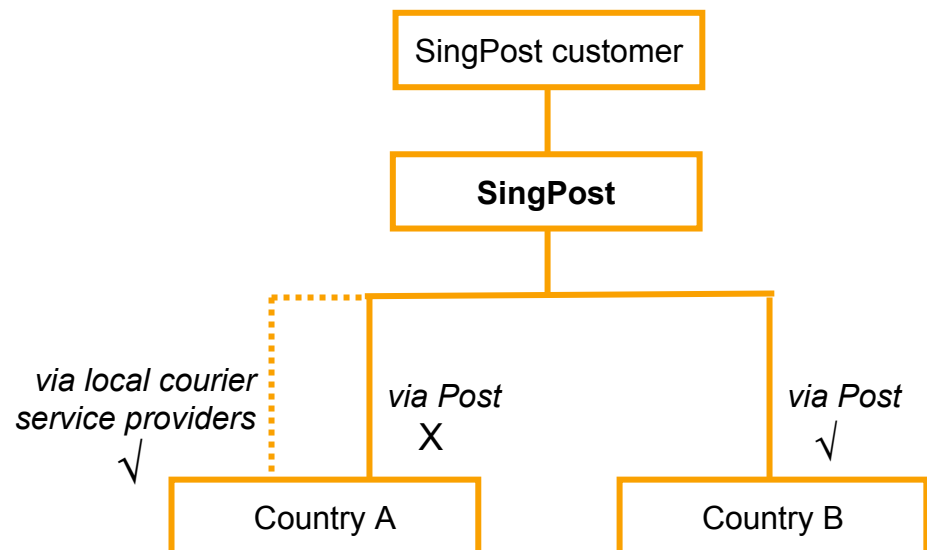 SingPost customer
SingPost
via local courier
service providers
√
via Post
X
via Post
√
Country A
Country B